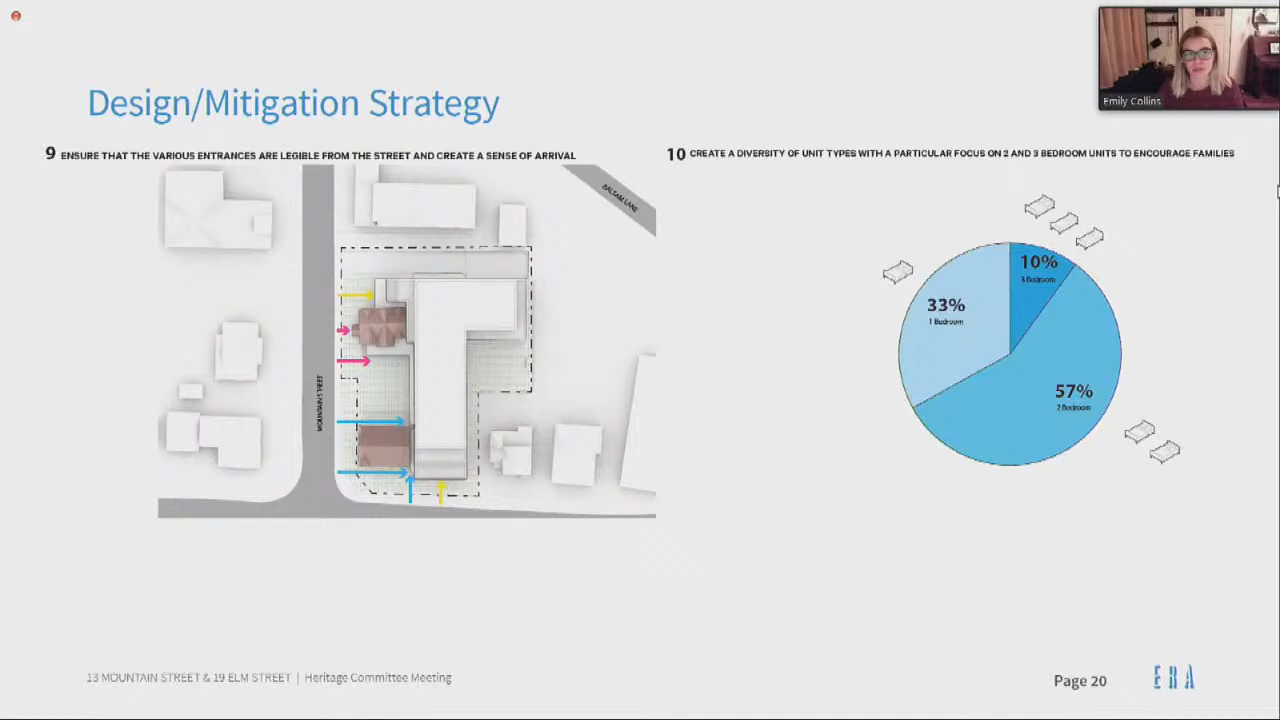 Emily Collins
Design/Mitigation Strategy
9 ENSURE THAT THE VARIOUS ENTRANCES ARE LEGIBLE FROM THE STREET AND CREATE A SENSE OF ARRIVAL
BALSAM LANE
MOUNTAIN STREET
10 CREATE A DIVERSITY OF UNIT TYPES WITH A PARTICULAR FOCUS ON 2 AND 3 BEDROOM UNITS TO ENCOURAGE FAMILIES
10%
3 Bedroom
33%
1 Bedroom
57%
2 Bedroom
13 MOUNTAIN STREET & 19 ELM STREET | Heritage Committee Meeting
Page 20
ERA